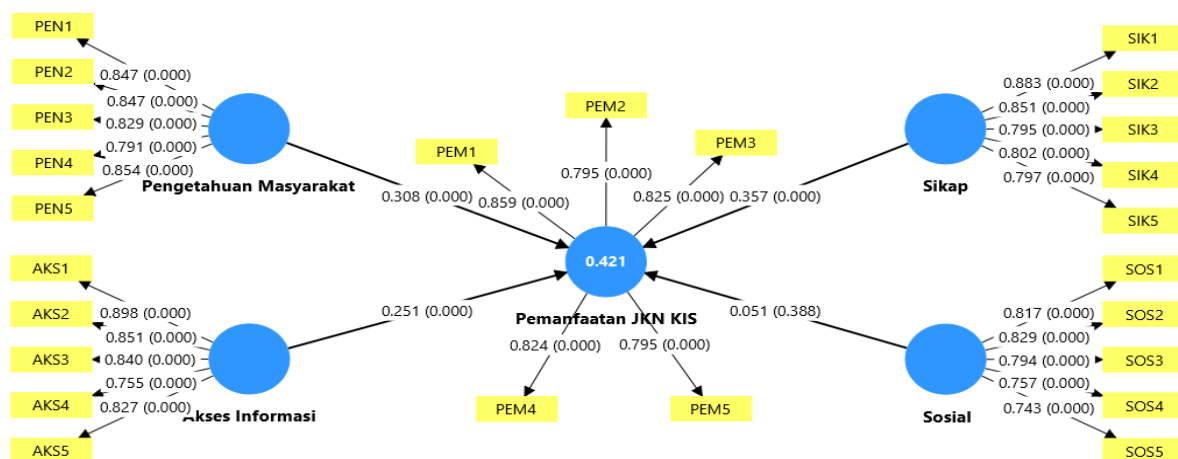 PEN1
PEN2
PEN3
PEN4
PEN5
0.847 (0.000)
0.847 (0.000)
0.829 (0.000)
0.791 (0.000)
0.854 (0.000)
Pengetahuan Masyarakat
0.308 (0.000)
PEM1
PEM2
PEM3
0.859 (0.000)
0.795 (0.000)
0.825 (0.000)
0.357 (0.000)
SIK1
SIK2
SIK3
SIK4
SIK5
0.883 (0.000)
0.851 (0.000)
0.795 (0.000)
0.802 (0.000)
0.797 (0.000)
Sikap
0.421
Pemanfaatan JKN KIS
AKS1
AKS2
AKS3
AKS4
AKS5
0.898 (0.000)
0.851 (0.000)
0.840 (0.000)
0.755 (0.000)
0.827 (0.000)
Akses Informasi
0.251 (0.000)
0.824 (0.000)
0.795 (0.000)
PEM4
PEM5
0.051 (0.388)
SOS1
SOS2
SOS3
SOS4
SOS5
0.817 (0.000)
0.829 (0.000)
0.794 (0.000)
0.757 (0.000)
0.743 (0.000)
Sosial